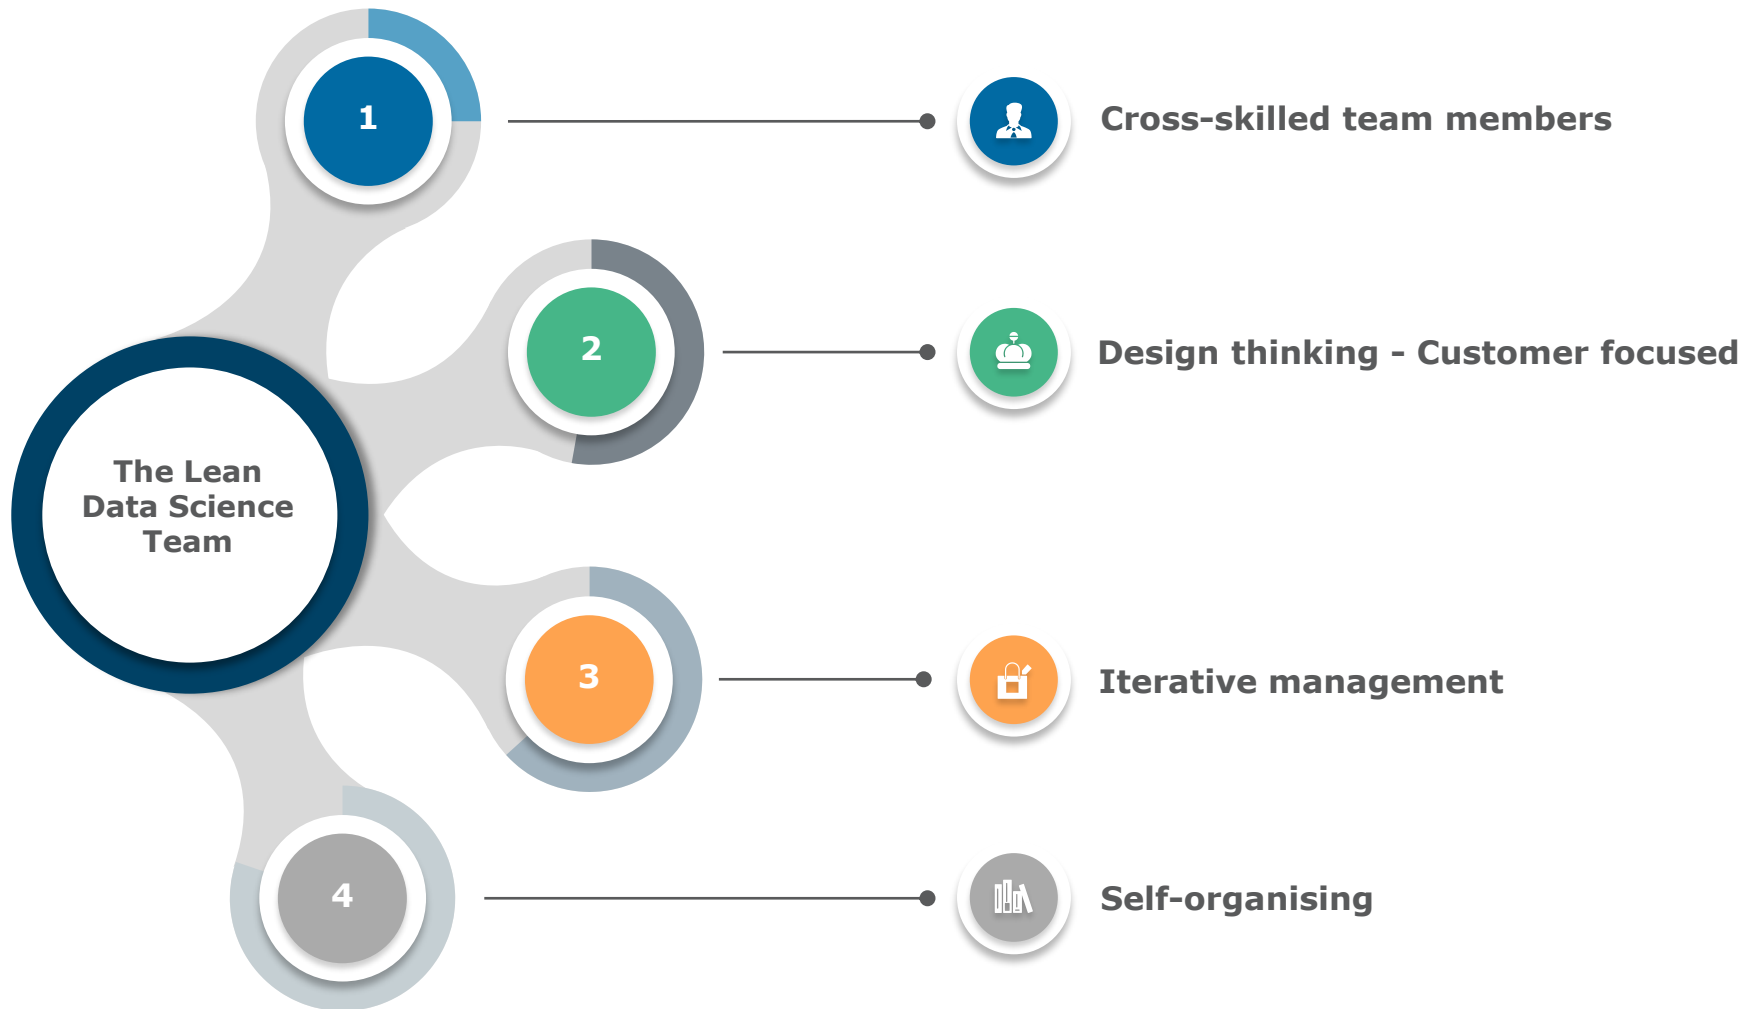 The Lean
Data Science
Team
1
Cross-skilled team members
2
Design thinking - Customer focused
3
Iterative management
4
Self-organising